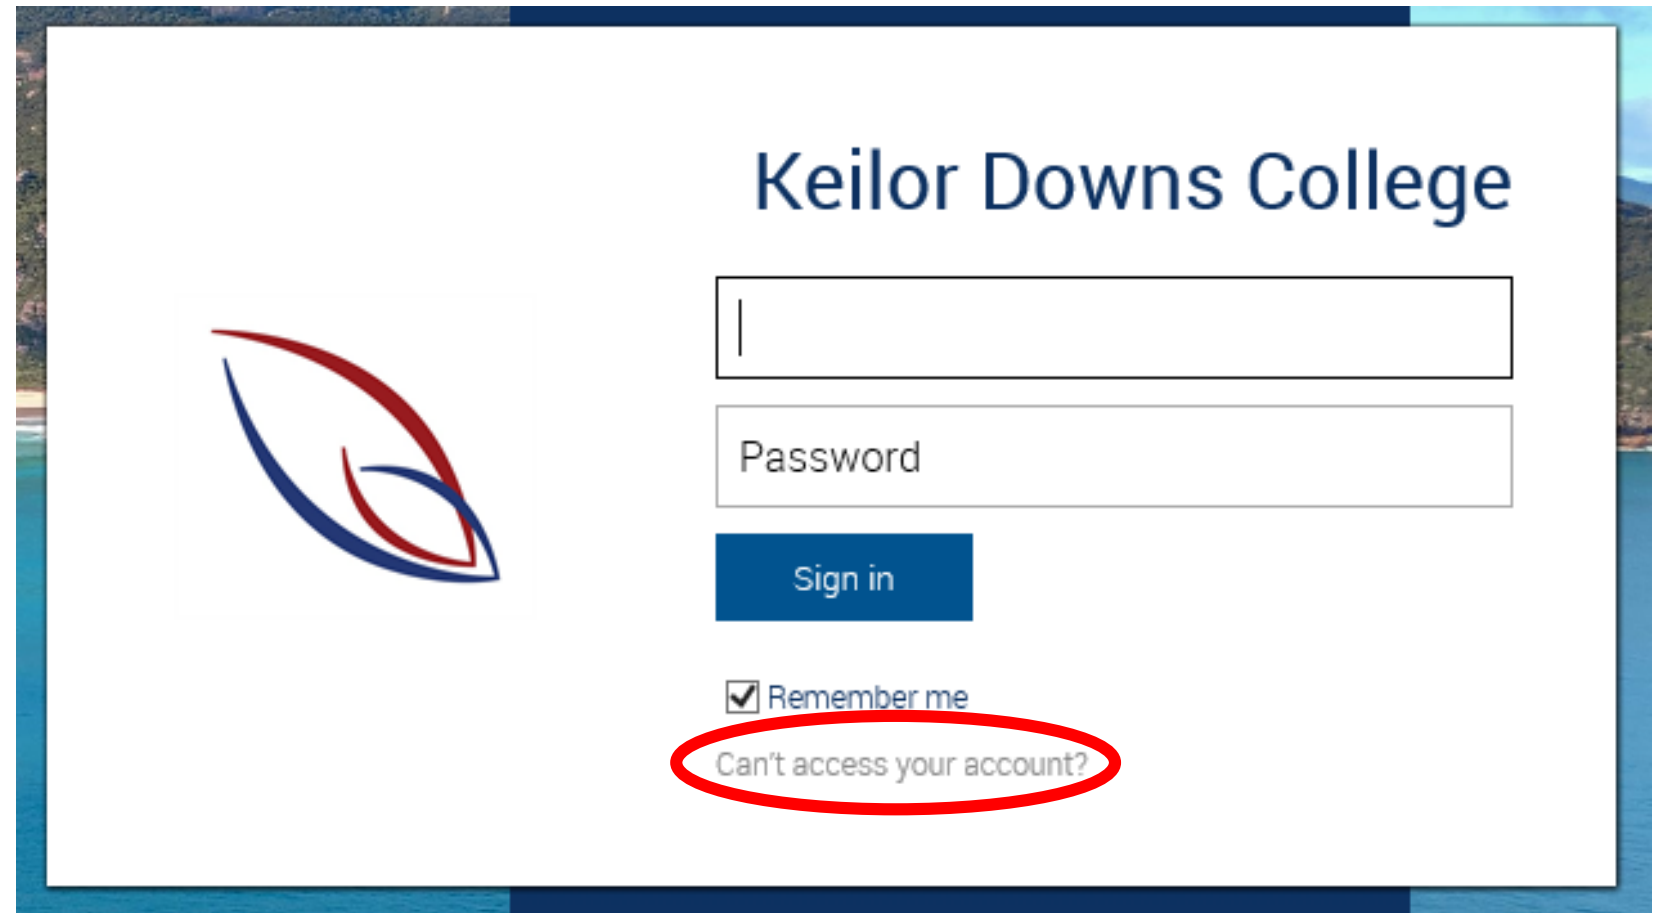 Keilor Downs College
Password
Sign in
Remember me
Can't access your account?